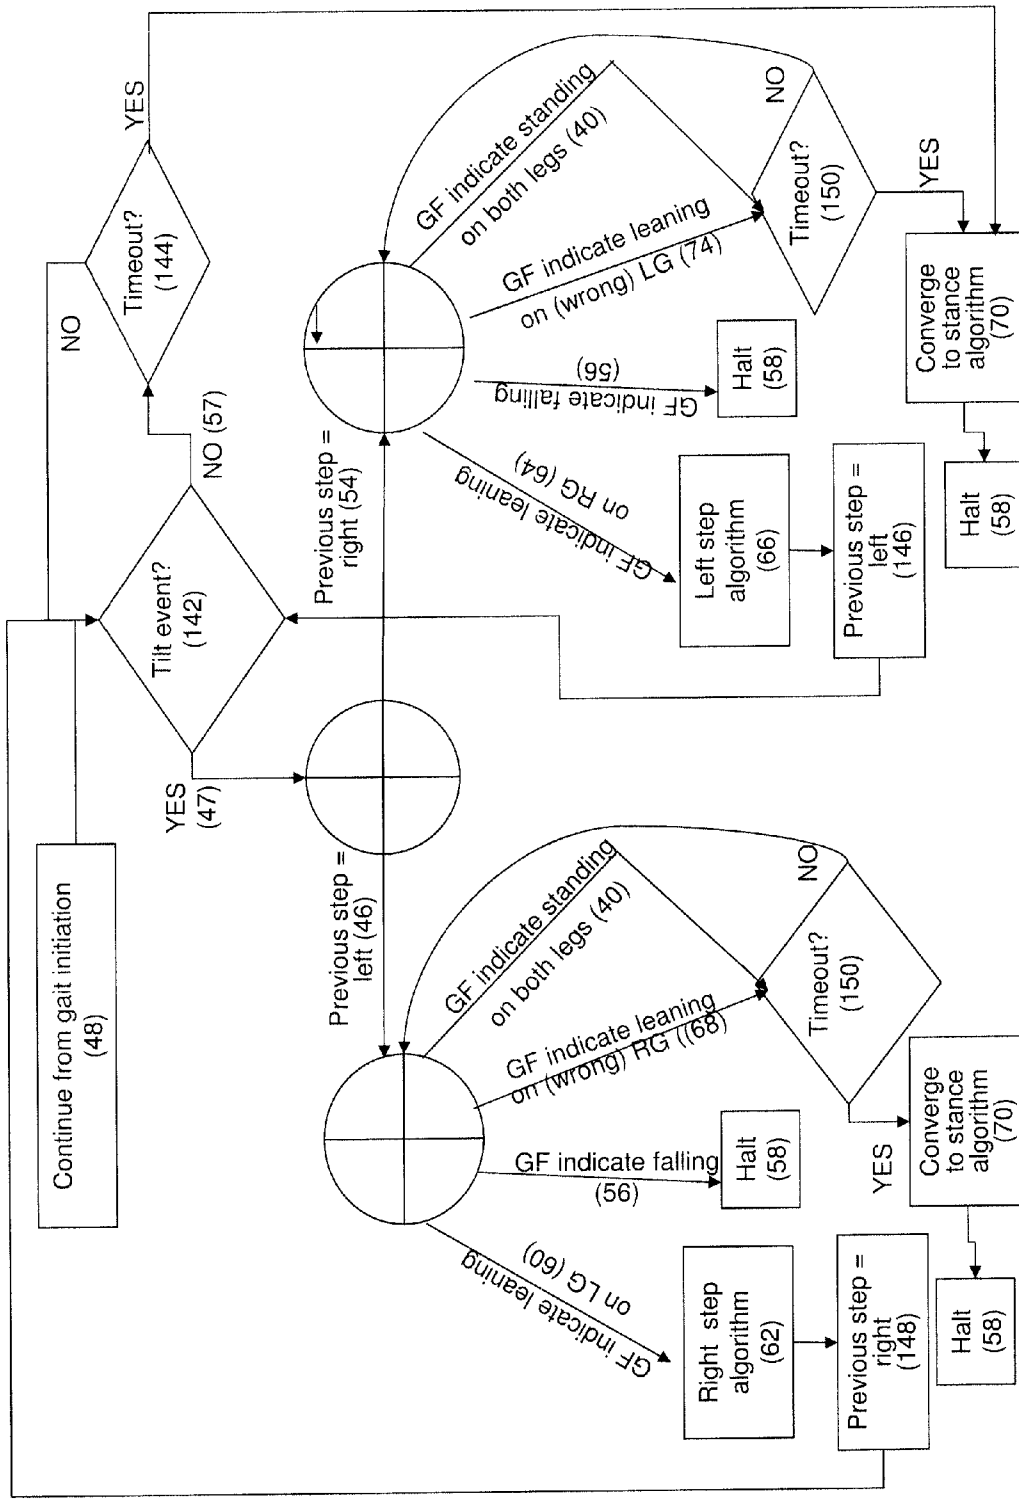 Continue from gait initiation
(48)
Tilt event?
(142)
YES
(47)
NO (57)
Timeout?
(144)
NO
YES
Previous step =
left (46)
Previous step =
right (54)
GF indicate leaning
on LG (60)
GF indicate falling
(56)
GF indicate leaning
on (wrong) RG ((68)
GF indicate standing
on both legs (40)
Right step
algorithm
(62)
Previous step =
right
(148)
Halt
(58)
Timeout?
(150)
NO
YES
Converge
to stance
algorithm
(70)
Halt
(58)
GF indicate leaning
on RG (64)
GF indicate falling
(56)
GF indicate leaning
on (wrong) LG (74)
GF indicate standing
on both legs (40)
Left step
algorithm
(66)
Previous step =
left
(146)
Halt
(58)
Timeout?
(150)
NO
YES
Converge
to stance
algorithm
(70)
Halt
(58)